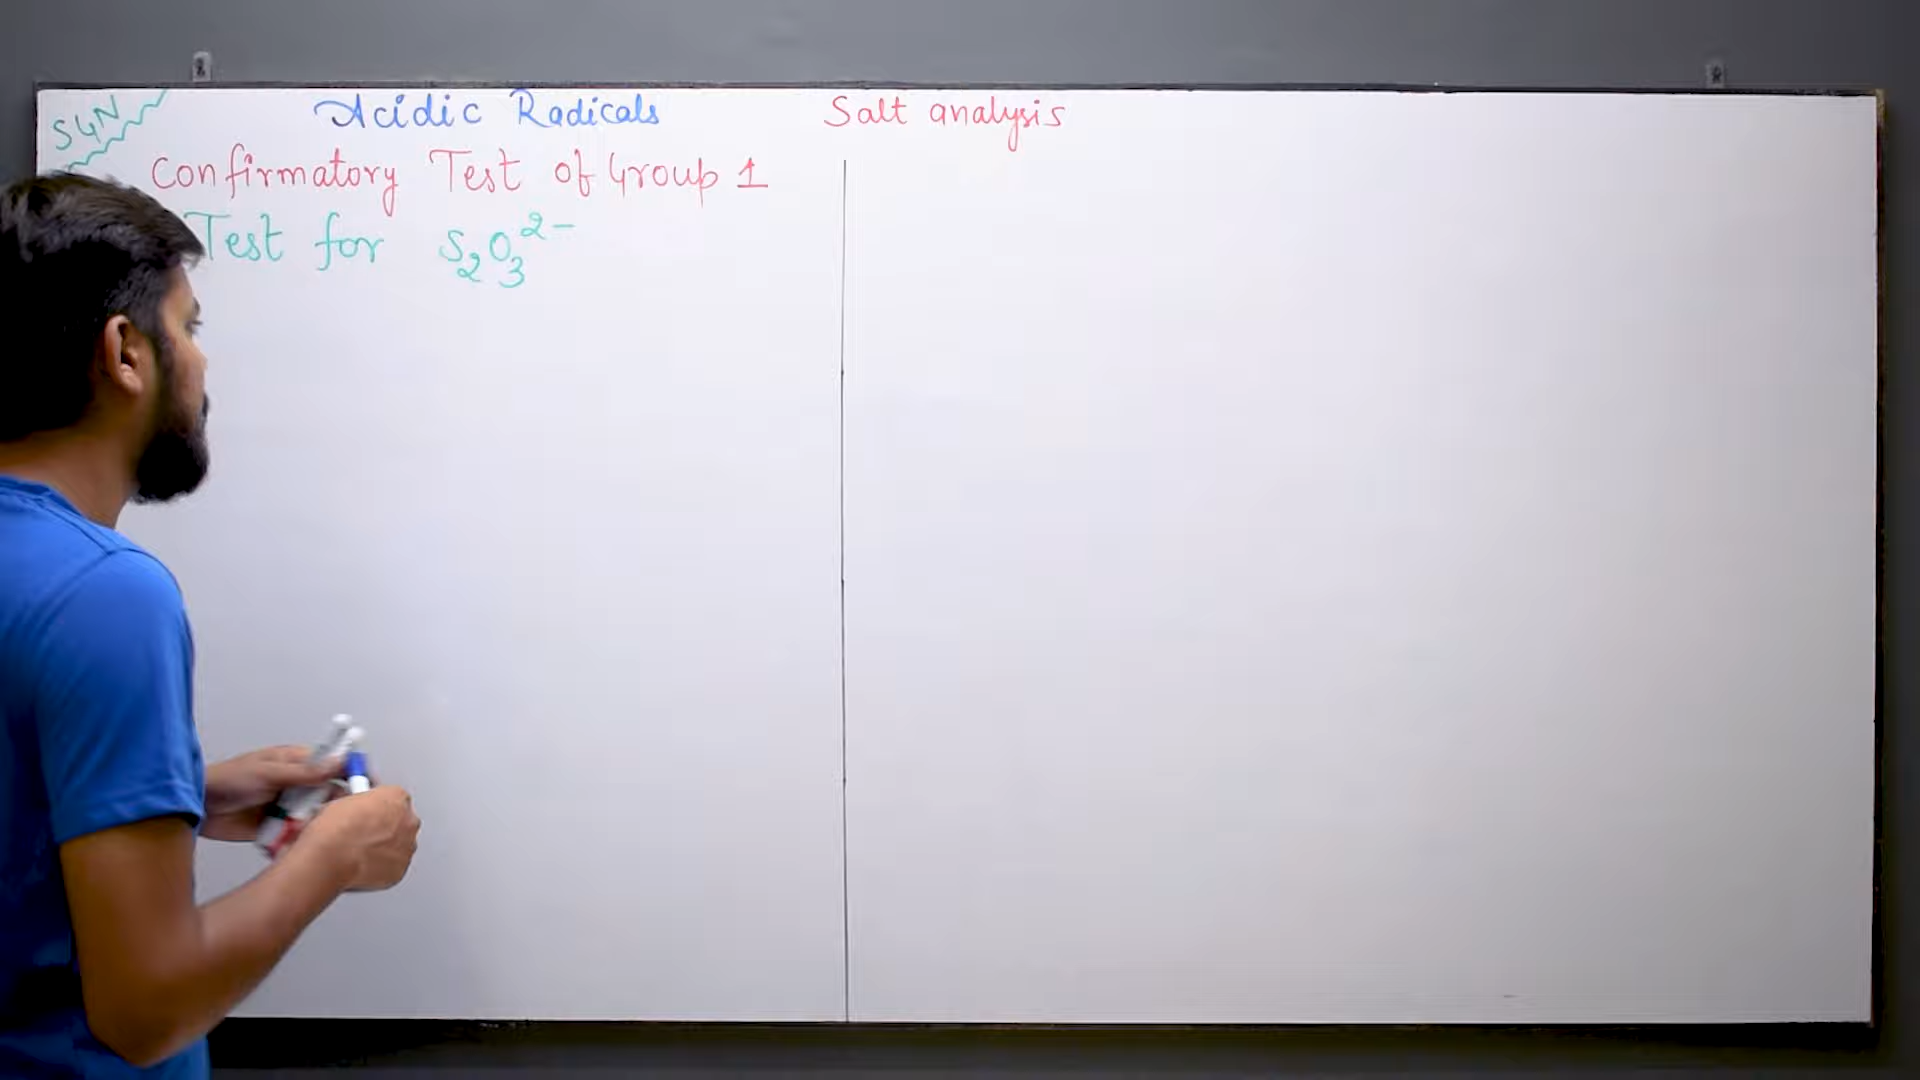 SGN
Acidic Radicals Salt analysis
Confirmatory Test of Group 1
Test for S₂O₃²⁻